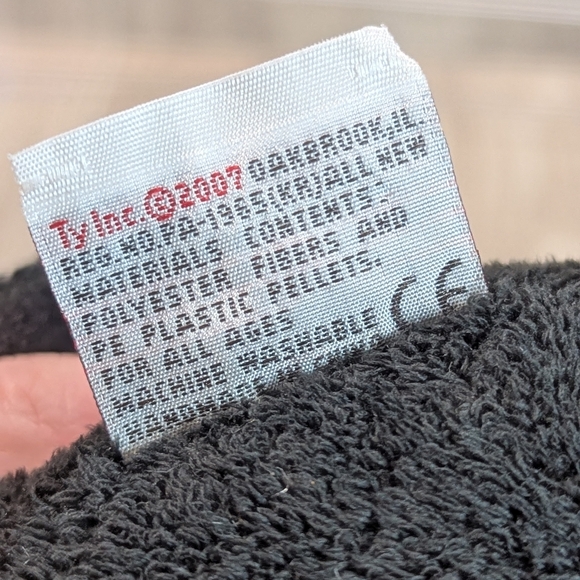 Ty Inc.©2007 OAKBROOK,IL.
REG.NO.PA-1965(KR)ALL NEW
MATERIALS CONTENTS:
POLYESTER FIBERS AND
PE PLASTIC PELLETS.
FOR ALL AGES
MACHINE WASHABLE
CE